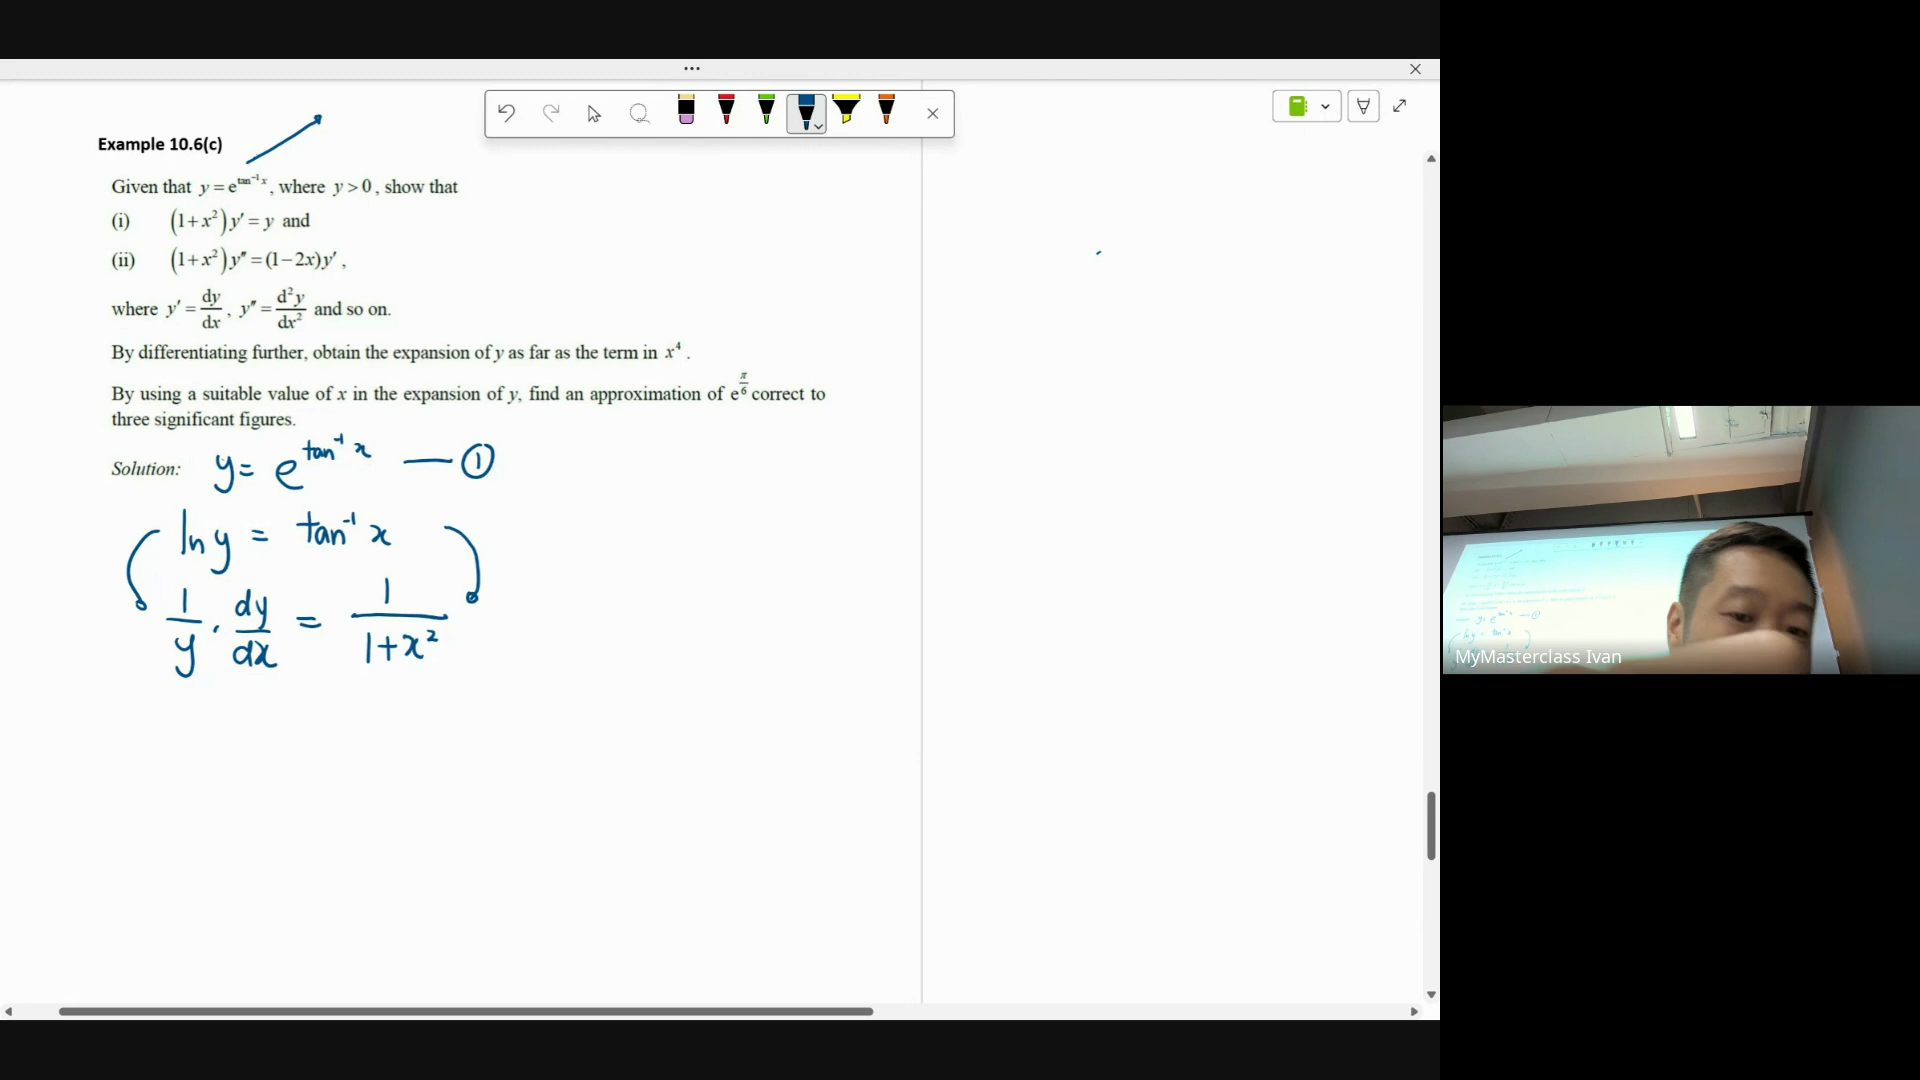 Example 10.6(c)
Given that y = e^{tan⁻¹ x}, where y > 0, show that
(i) (1+x²)y′ = y and
(ii) (1+x²)y″ = (1−2x)y′,
where y′ = dy/dx, y″ = d²y/dx² and so on.
By differentiating further, obtain the expansion of y as far as the term in x⁴.
By using a suitable value of x in the expansion of y, find an approximation of e^{π/6} correct to
three significant figures.
Solution: y = e^{tan⁻¹ x} — ①
ln y = tan⁻¹ x
1/y · dy/dx = 1/(1+x²)
MyMasterclass Ivan